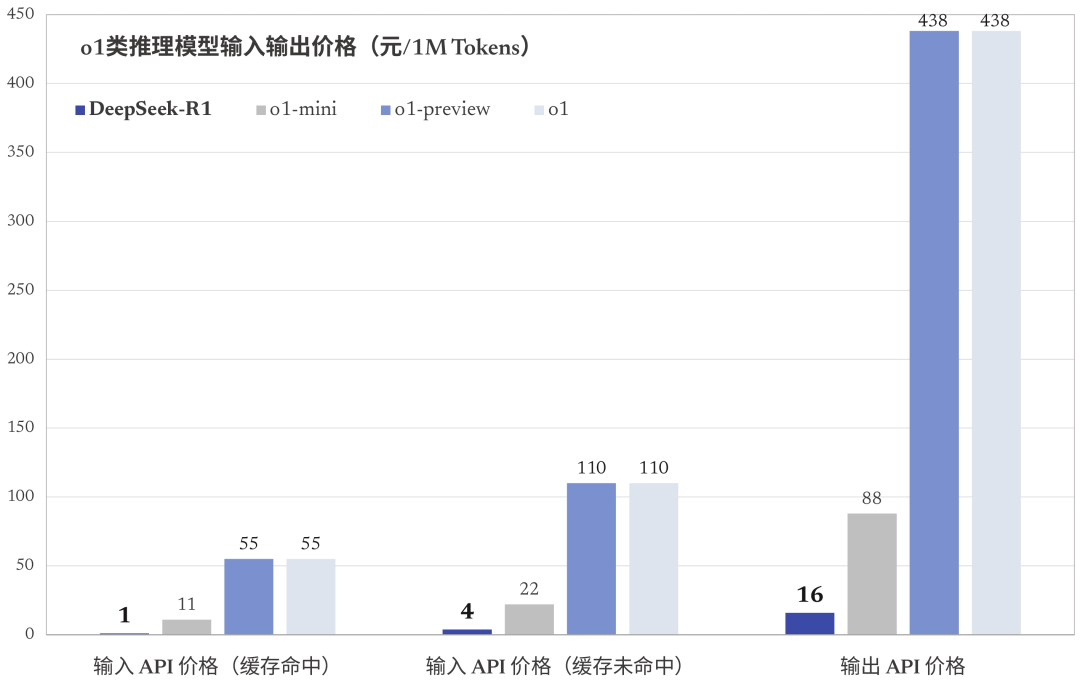 o1类推理模型输入输出价格（元/1M Tokens）
DeepSeek-R1 o1-mini o1-preview o1
450
400
350
300
250
200
150
100
50
0
1 11 55 55
4 22 110 110
16 88 438 438
输入 API 价格（缓存命中） 输入 API 价格（缓存未命中） 输出 API 价格